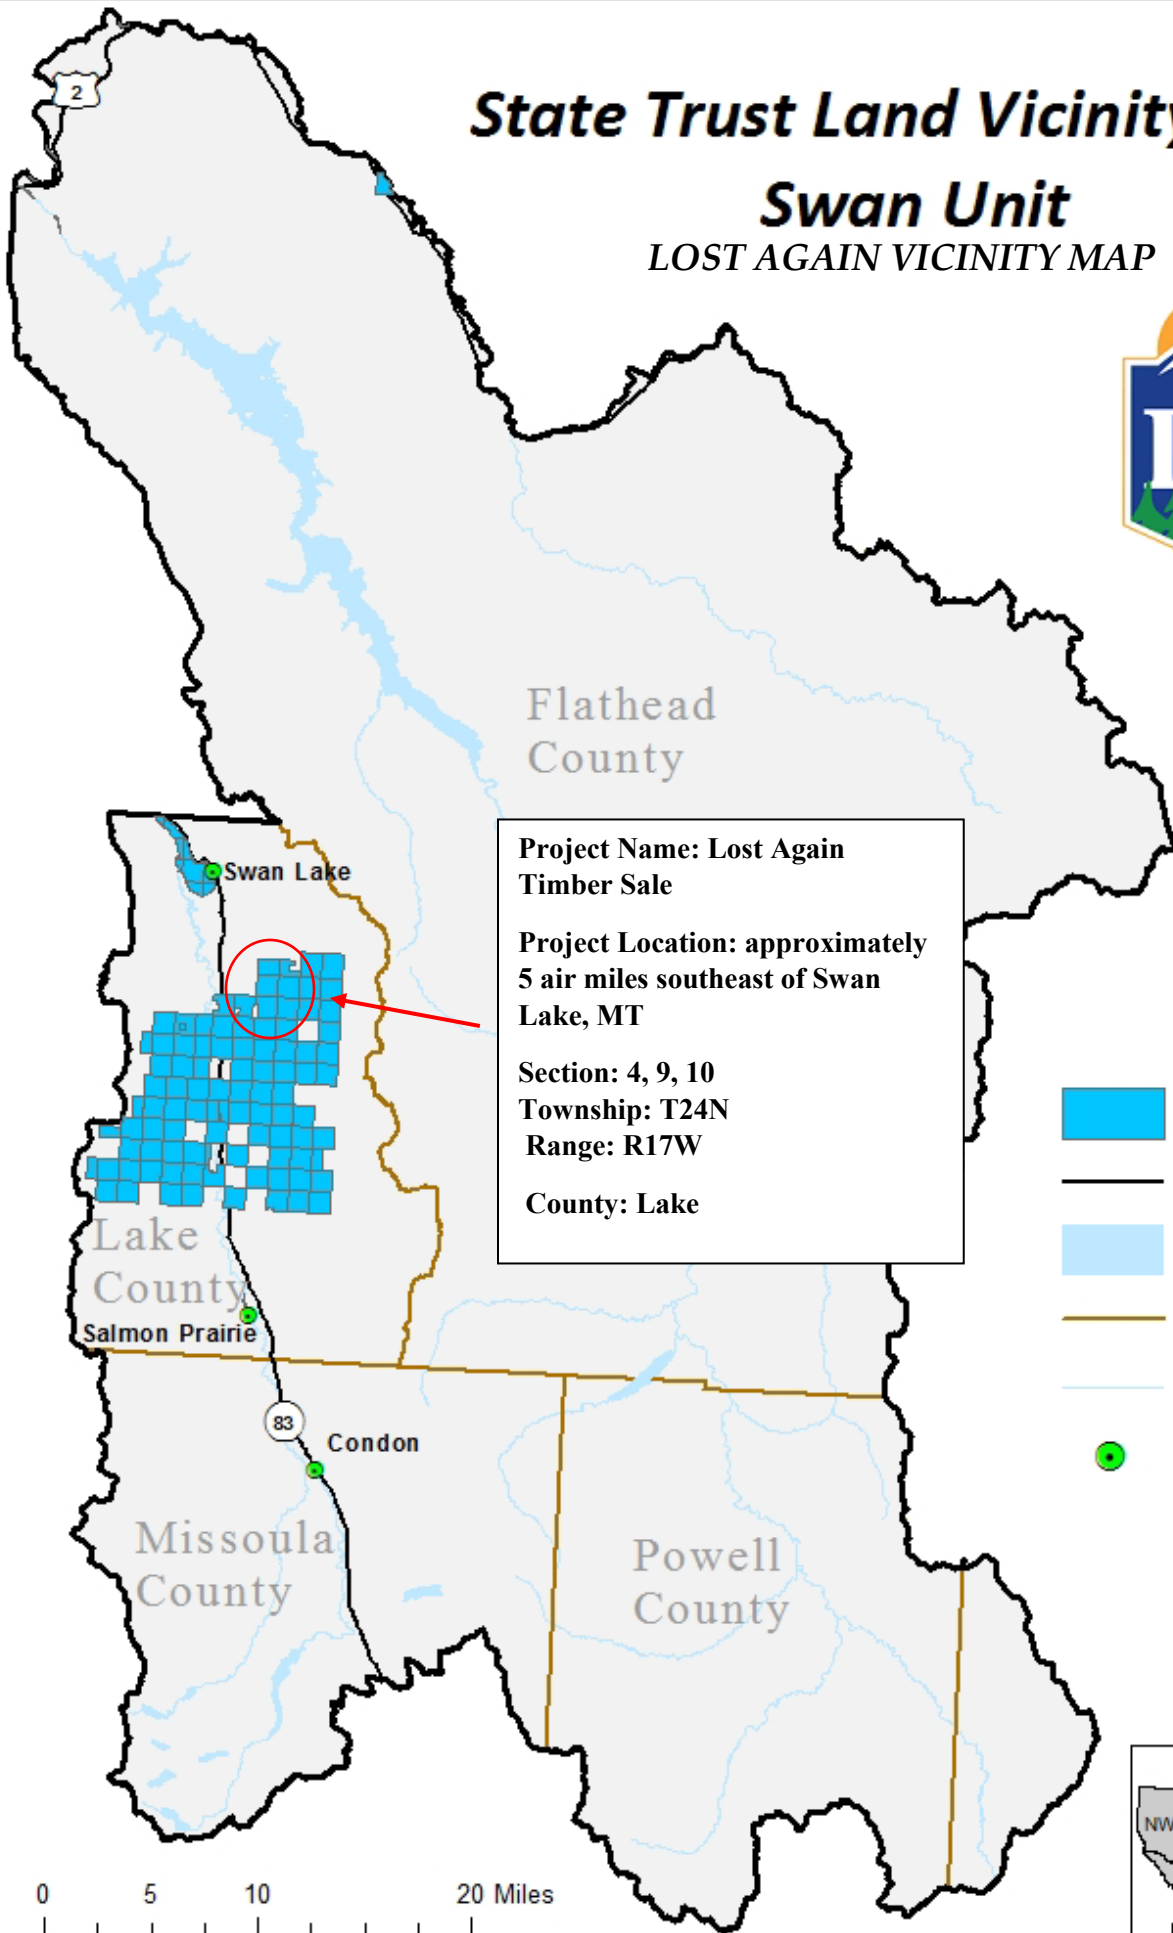 2
State Trust Land Vicinity
Swan Unit
LOST AGAIN VICINITY MAP
Flathead
County
Swan Lake
Project Name: Lost Again
Timber Sale
Project Location: approximately
5 air miles southeast of Swan
Lake, MT
Section: 4, 9, 10
Township: T24N
Range: R17W
County: Lake
Lake
County
Salmon Prairie
83
Condon
Missoula
County
Powell
County
NW
0 5 10 20 Miles